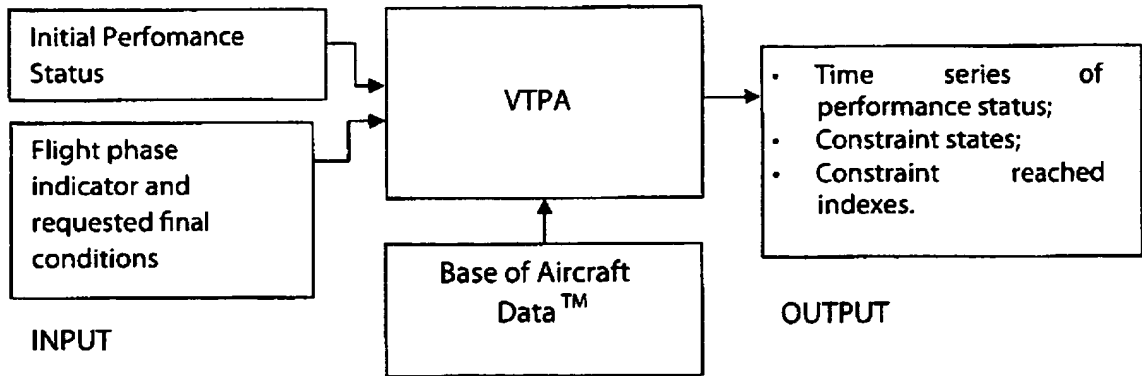 Initial Perfomance
Status
Flight phase
indicator and
requested final
conditions
INPUT
VTPA
Base of Aircraft
Data™
• Time series of
performance status;
• Constraint states;
• Constraint reached
indexes.
OUTPUT